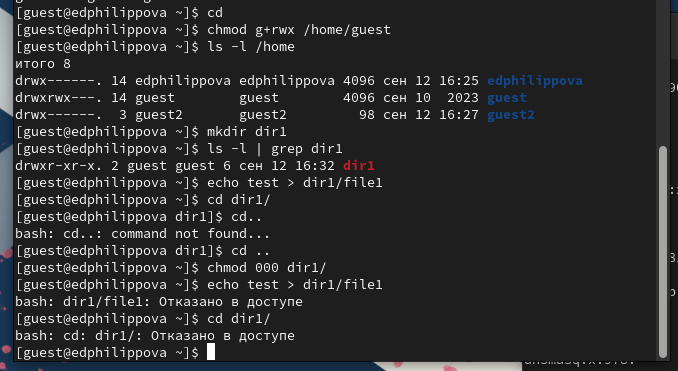 [guest@edphilippova ~]$ cd
[guest@edphilippova ~]$ chmod g+rwx /home/guest
[guest@edphilippova ~]$ ls -l /home
итого 8
drwx------. 14 edphilippova edphilippova 4096 сен 12 16:25 edphilippova
drwxrwx---. 14 guest        guest        4096 сен 10  2023 guest
drwx------.  3 guest2       guest2         98 сен 12 16:27 guest2
[guest@edphilippova ~]$ mkdir dir1
[guest@edphilippova ~]$ ls -l | grep dir1
drwxr-xr-x. 2 guest guest 6 сен 12 16:32 dir1
[guest@edphilippova ~]$ echo test > dir1/file1
[guest@edphilippova ~]$ cd dir1/
[guest@edphilippova dir1]$ cd..
bash: cd..: command not found...
[guest@edphilippova dir1]$ cd ..
[guest@edphilippova ~]$ chmod 000 dir1/
[guest@edphilippova ~]$ echo test > dir1/file1
bash: dir1/file1: Отказано в доступе
[guest@edphilippova ~]$ cd dir1/
bash: cd: dir1/: Отказано в доступе
[guest@edphilippova ~]$